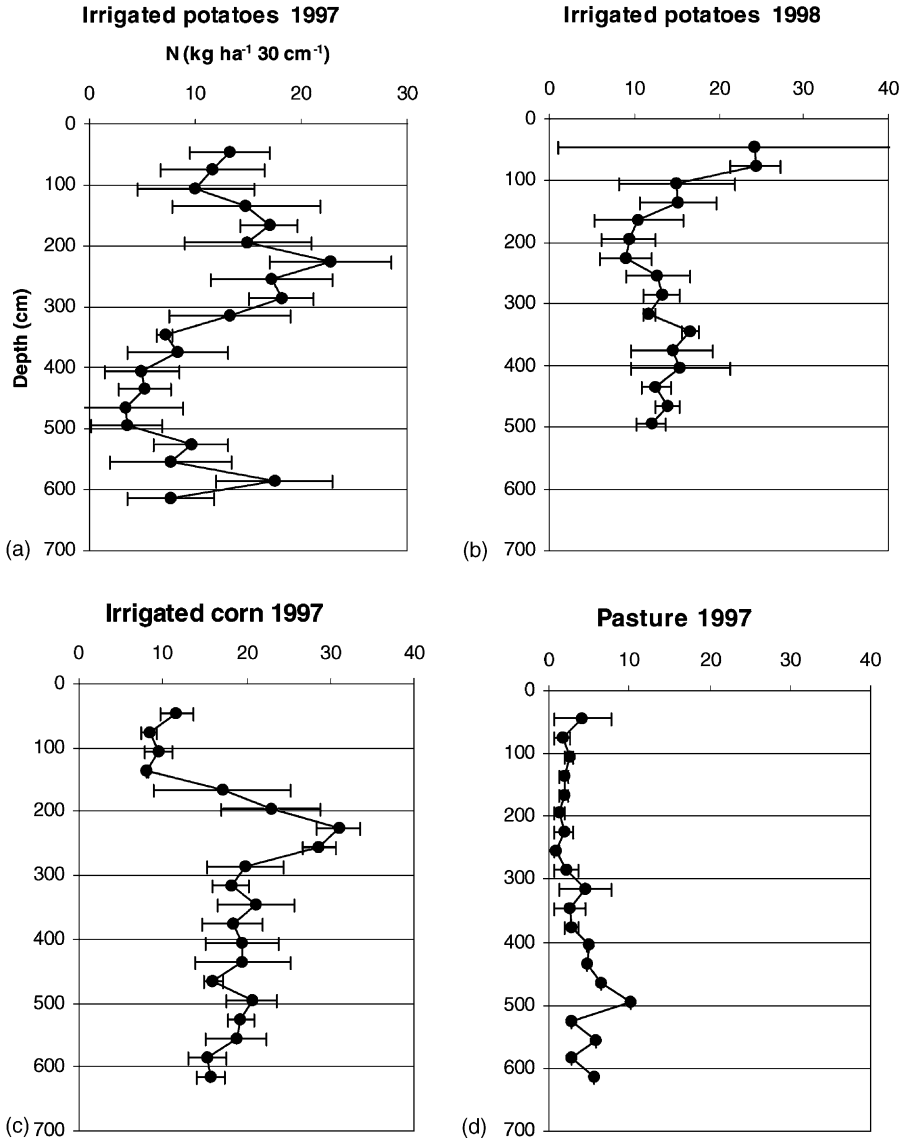 Irrigated potatoes 1997
N (kg ha-1 30 cm-1)
0 10 20 30
0
100
200
300
400
500
600
700
Depth (cm)
(a)
Irrigated potatoes 1998
0 10 20 30 40
0
100
200
300
400
500
600
700
(b)
Irrigated corn 1997
0 10 20 30 40
0
100
200
300
400
500
600
700
(c)
Pasture 1997
0 10 20 30 40
0
100
200
300
400
500
600
700
(d)